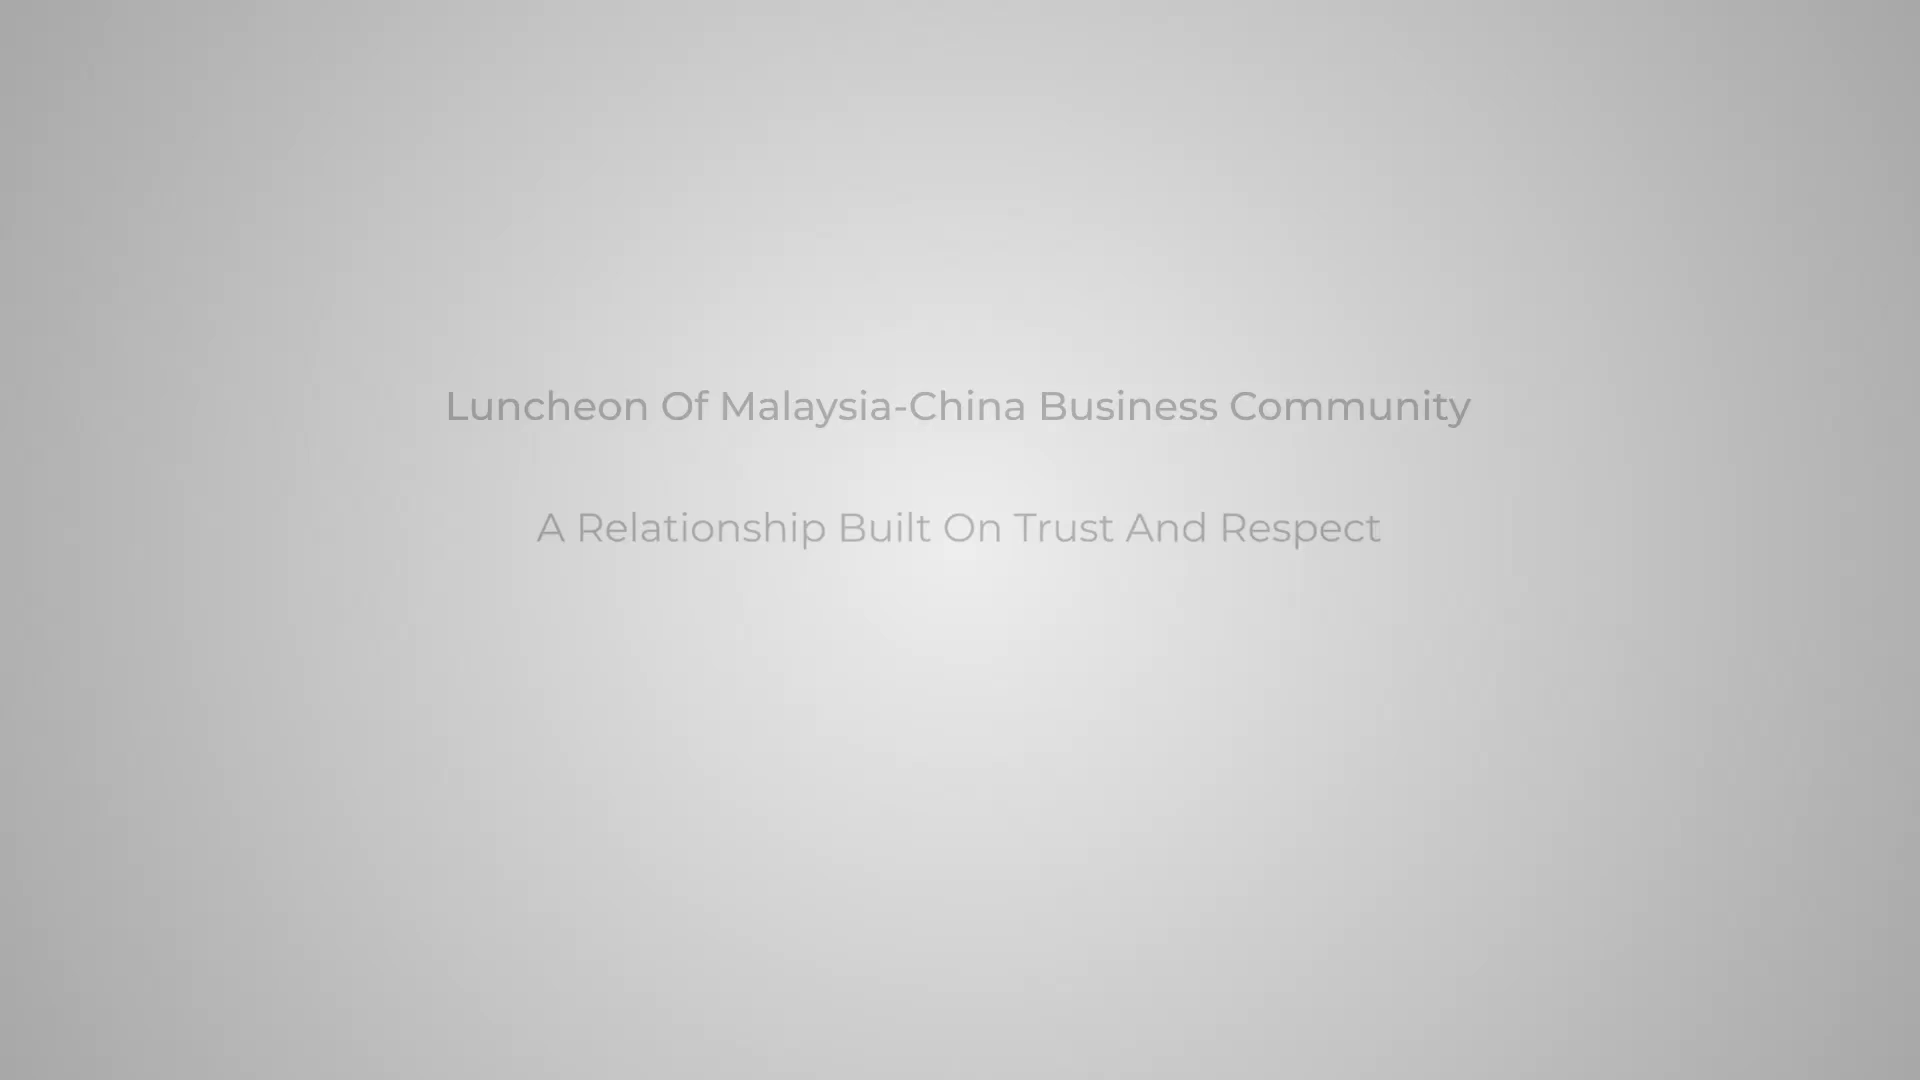 Luncheon Of Malaysia-China Business Community
A Relationship Built On Trust And Respect